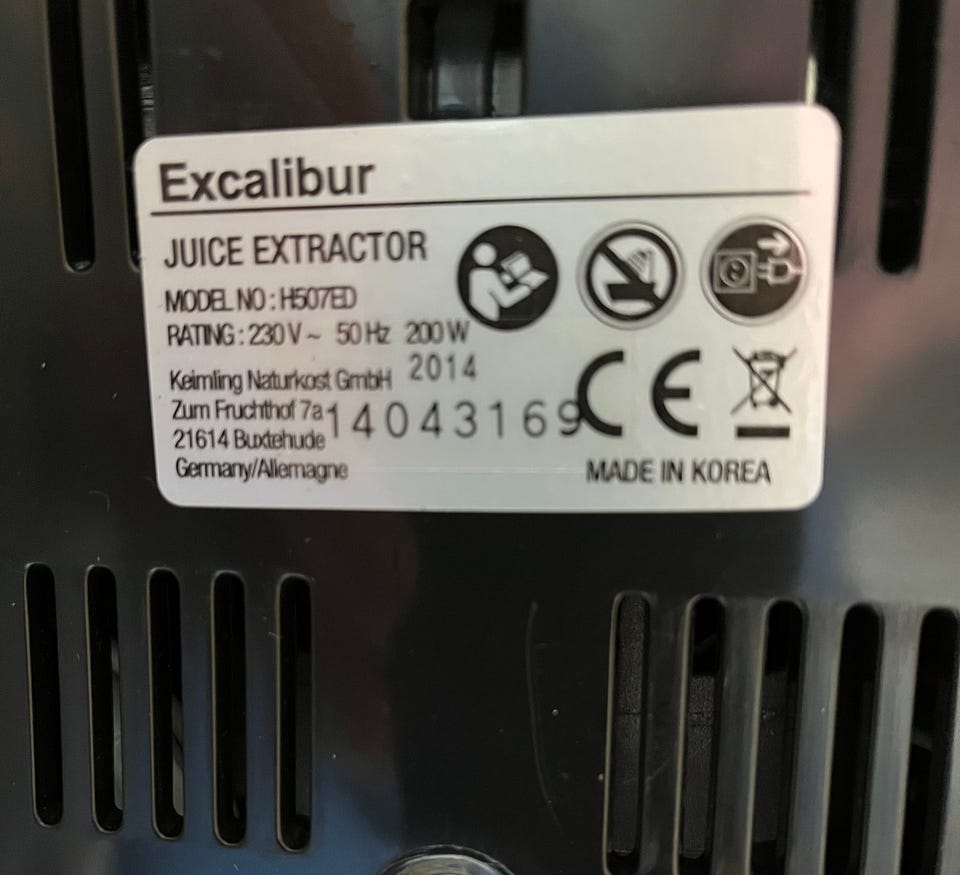 Excalibur
JUICE EXTRACTOR
MODEL NO : H507ED
RATING : 230 V ~ 50 Hz 200 W
Keimling Naturkost GmbH 2014
Zum Fruchthof 7a 14043169
21614 Buxtehude
Germany/Allemagne
CE
MADE IN KOREA